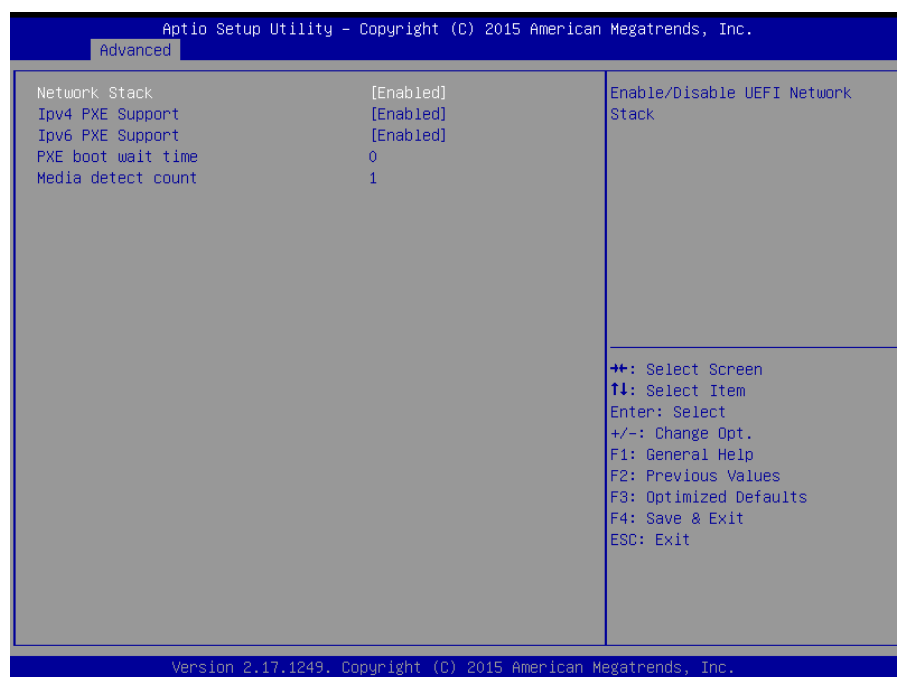 Aptio Setup Utility – Copyright (C) 2015 American Megatrends, Inc.
Advanced
Network Stack [Enabled]
Ipv4 PXE Support [Enabled]
Ipv6 PXE Support [Enabled]
PXE boot wait time 0
Media detect count 1
Enable/Disable UEFI Network
Stack
→←: Select Screen
↑↓: Select Item
Enter: Select
+/-: Change Opt.
F1: General Help
F2: Previous Values
F3: Optimized Defaults
F4: Save & Exit
ESC: Exit
Version 2.17.1249. Copyright (C) 2015 American Megatrends, Inc.